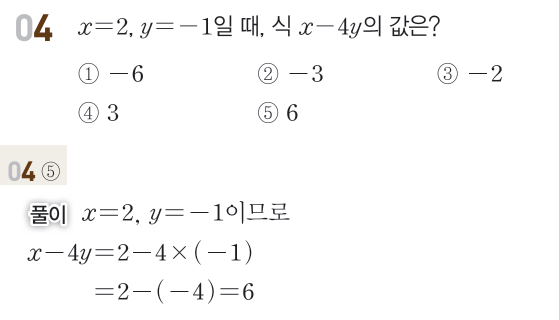 04 x=2, y=-1일 때, 식 x-4y의 값은?
① -6 ② -3 ③ -2
④ 3 ⑤ 6
04 ⑤
풀이 x=2, y=-1이므로
x-4y=2-4×(-1)
=2-(-4)=6